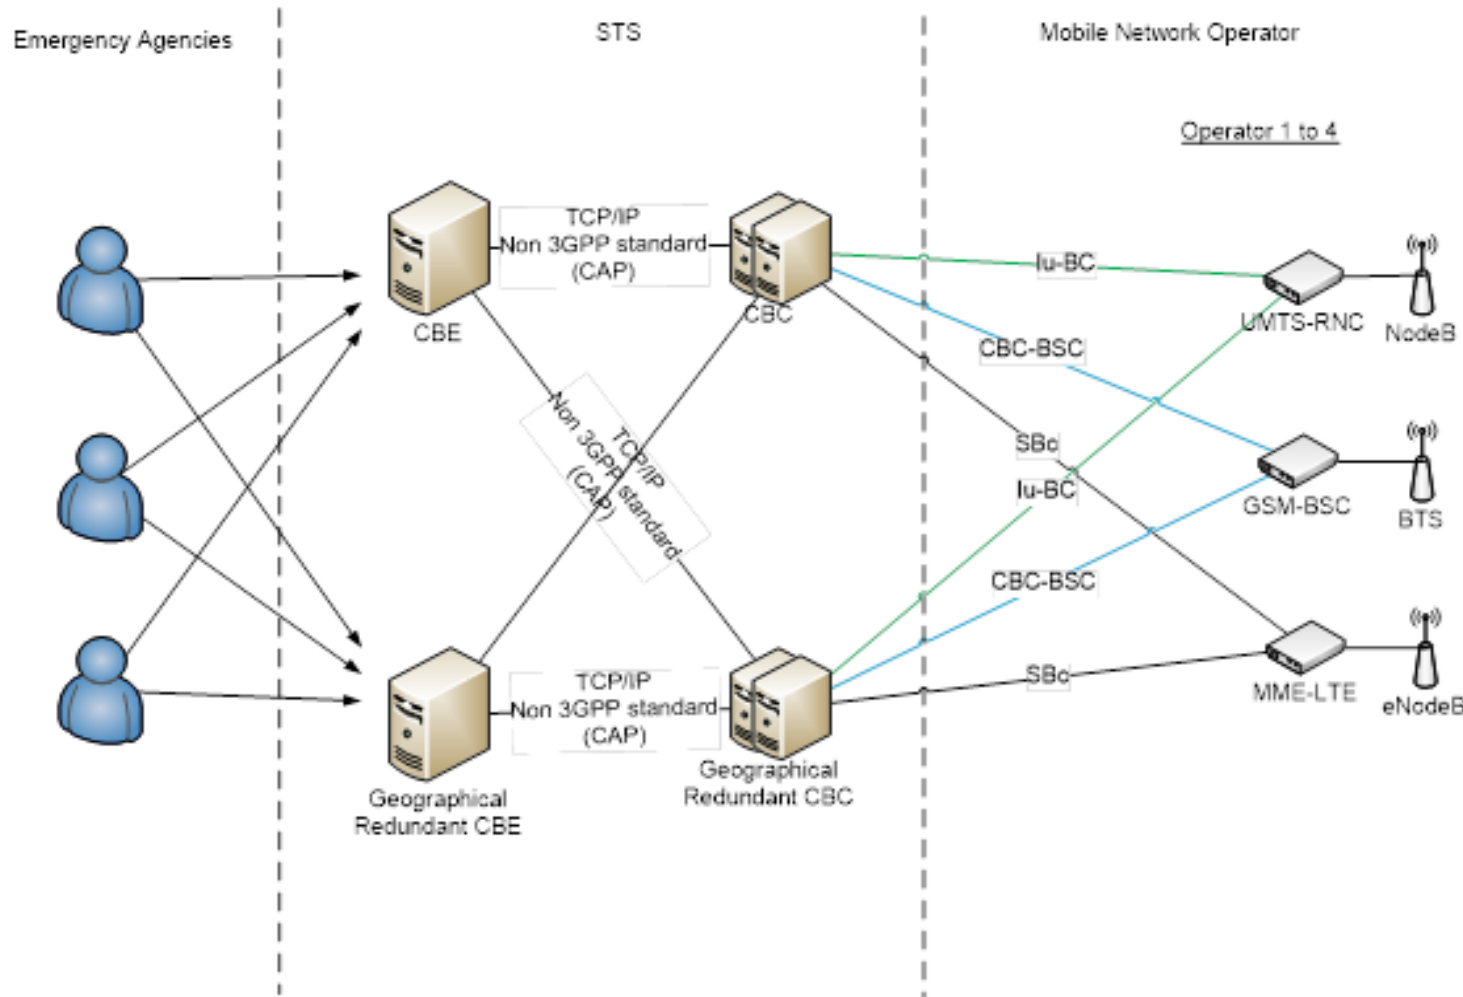 Emergency Agencies
STS
Mobile Network Operator
Operator 1 to 4
TCP/IP
Non 3GPP standard
(CAP)
CBE
CBC
Iu-BC
UMTS-RNC
NodeB
CBC-BSC
TCP/IP
Non 3GPP standard
(CAP)
SBc
Iu-BC
GSM-BSC
BTS
CBC-BSC
TCP/IP
Non 3GPP standard
(CAP)
SBc
MME-LTE
eNodeB
Geographical
Redundant CBE
Geographical
Redundant CBC